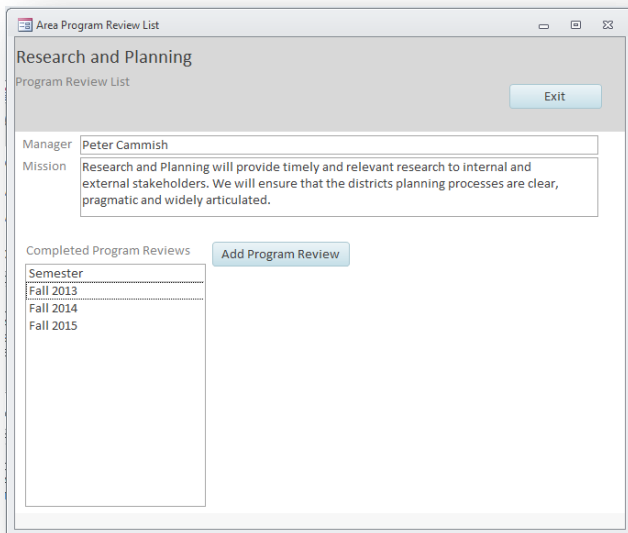 Area Program Review List
Research and Planning
Program Review List
Exit
Manager Peter Cammish
Mission Research and Planning will provide timely and relevant research to internal and
external stakeholders. We will ensure that the districts planning processes are clear,
pragmatic and widely articulated.
Completed Program Reviews Add Program Review
Semester
Fall 2013
Fall 2014
Fall 2015